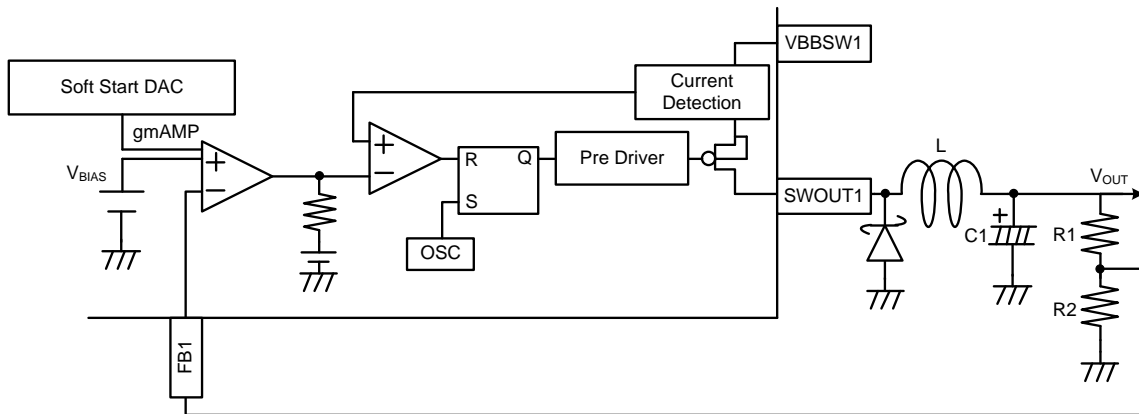 VBBSW1
Soft Start DAC
Current
Detection
gmAMP
VBIAS
+
−
+
−
R
Q
S
Pre Driver
OSC
SWOUT1
L
VOUT
+
C1
R1
R2
FB1